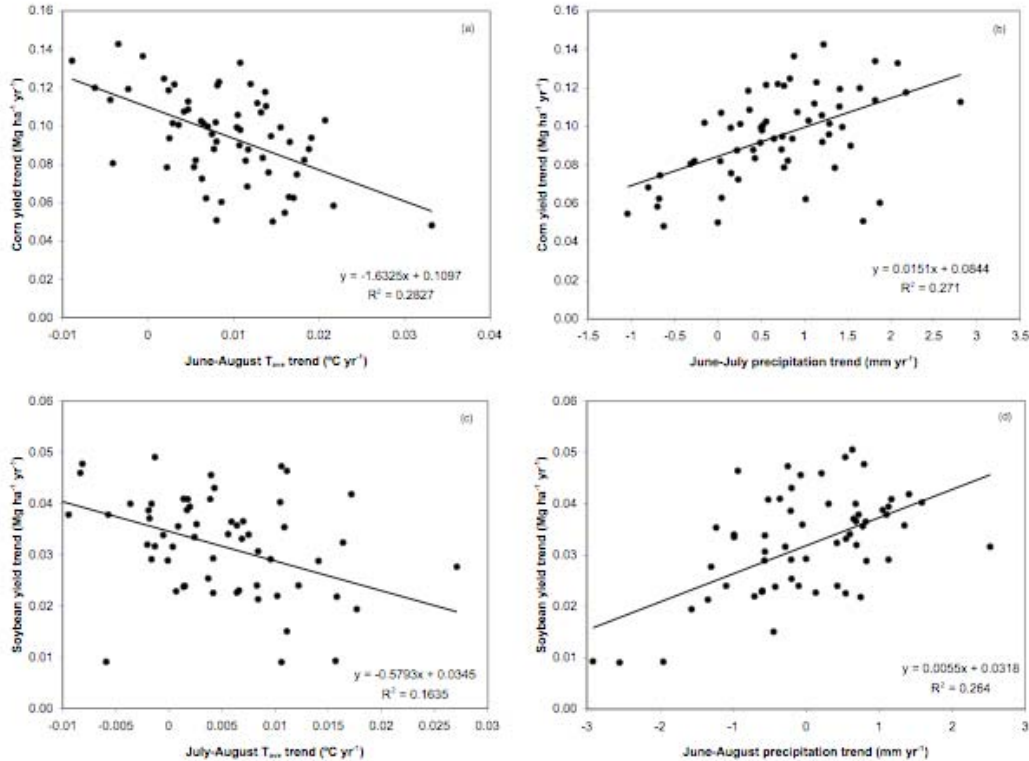 (a)
Corn yield trend (Mg ha⁻¹ yr⁻¹)
0.16
0.14
0.12
0.10
0.08
0.06
0.04
0.02
0.00
y = -1.6325x + 0.1097
R² = 0.2827
-0.01 0 0.01 0.02 0.03 0.04
June-August Tave trend (ºC yr⁻¹)
(b)
Corn yield trend (Mg ha⁻¹ yr⁻¹)
0.16
0.14
0.12
0.10
0.08
0.06
0.04
0.02
0.00
y = 0.0151x + 0.0844
R² = 0.271
-1.5 -1 -0.5 0 0.5 1 1.5 2 2.5 3 3.5
June-July precipitation trend (mm yr⁻¹)
(c)
Soybean yield trend (Mg ha⁻¹ yr⁻¹)
0.06
0.05
0.04
0.03
0.02
0.01
0.00
y = -0.5793x + 0.0345
R² = 0.1635
-0.01 -0.005 0 0.005 0.01 0.015 0.02 0.025 0.03
July-August Tave trend (ºC yr⁻¹)
(d)
Soybean yield trend (Mg ha⁻¹ yr⁻¹)
0.06
0.05
0.04
0.03
0.02
0.01
0.00
y = 0.0055x + 0.0318
R² = 0.264
-3 -2 -1 0 1 2 3
June-August precipitation trend (mm yr⁻¹)